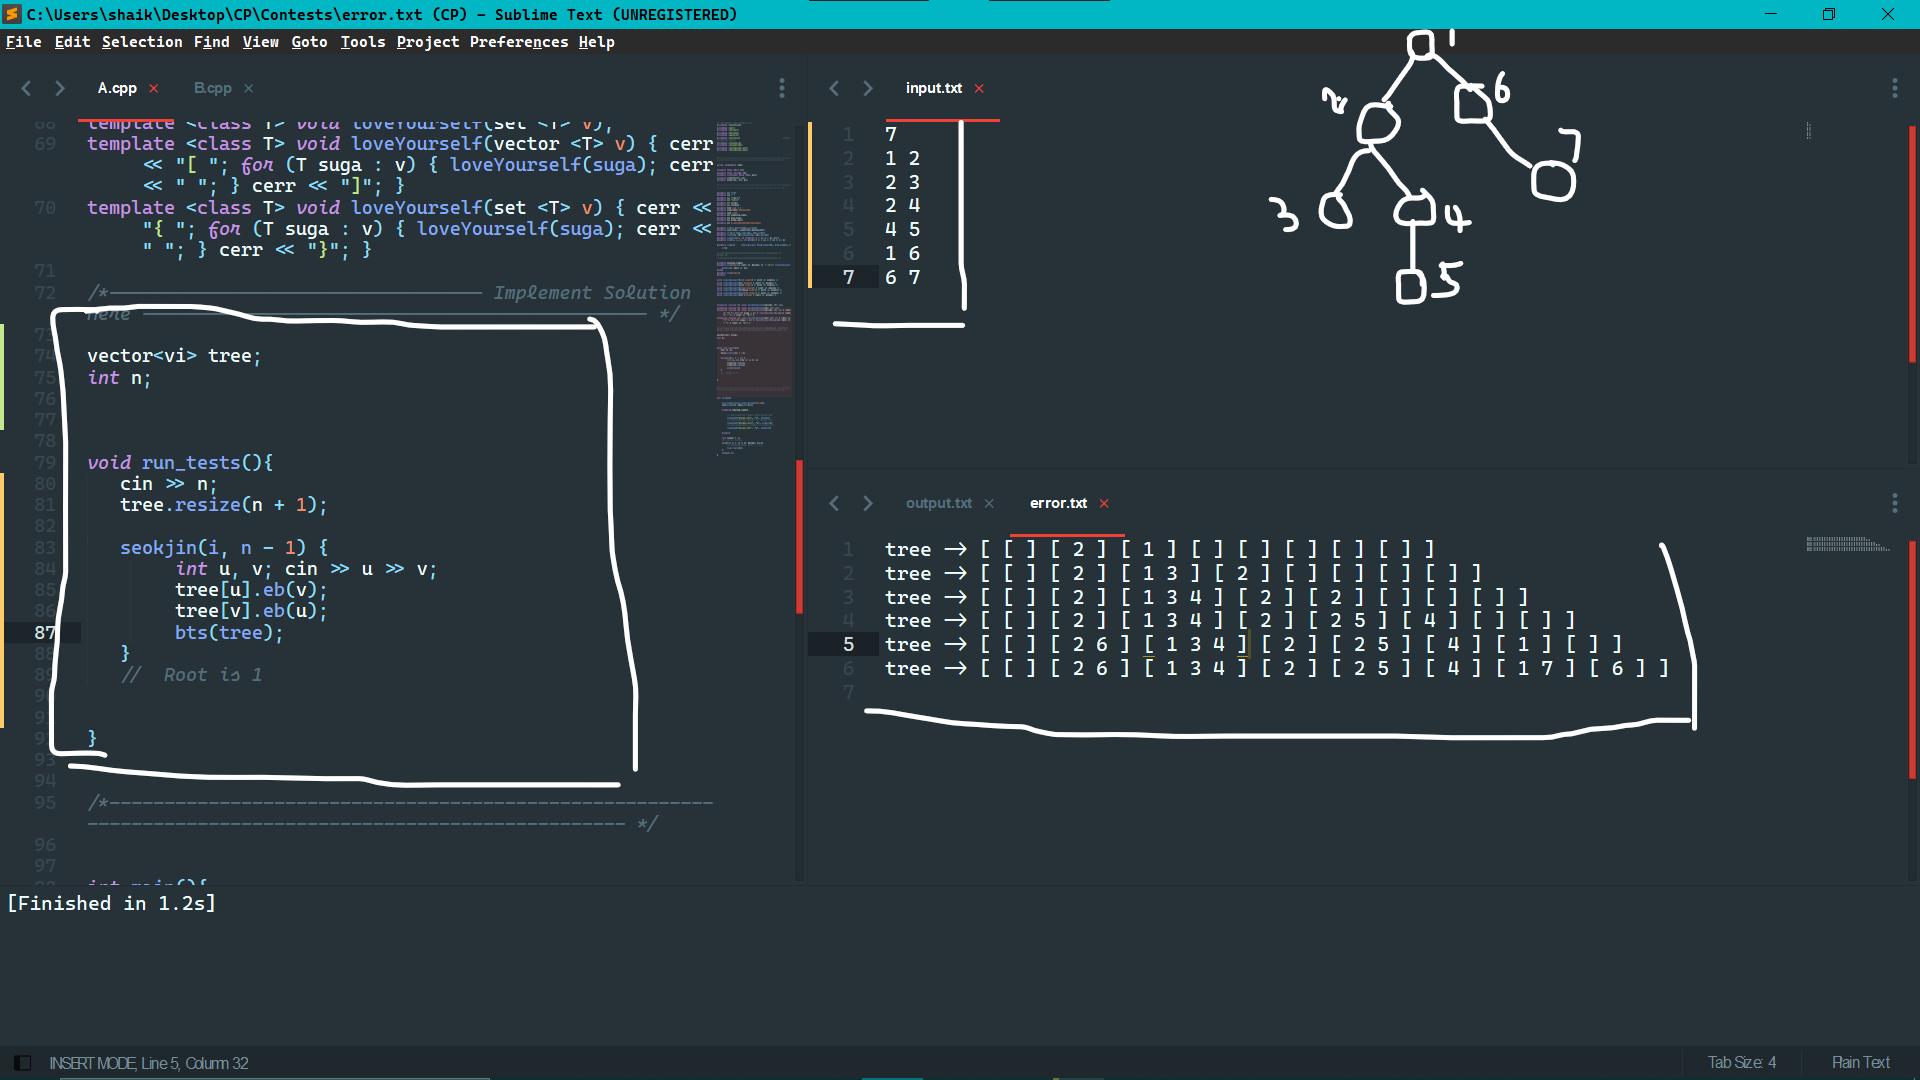 C:\Users\shaik\Desktop\CP\Contests\error.txt (CP) - Sublime Text (UNREGISTERED)
File Edit Selection Find View Goto Tools Project Preferences Help
A.cpp × B.cpp ×
68 template <class T> void loveYourself(set <T> v);
69 template <class T> void loveYourself(vector <T> v) { cerr
<< "[ "; for (T suga : v) { loveYourself(suga); cerr
<< " "; } cerr << "]"; }
70 template <class T> void loveYourself(set <T> v) { cerr <<
"{ "; for (T suga : v) { loveYourself(suga); cerr <<
" "; } cerr << "}"; }
71
72 /*---------------------------------- Implement Solution
here ---------------------------------------------- */
73
74 vector<vi> tree;
75 int n;
76
77
78
79 void run_tests(){
80 cin >> n;
81 tree.resize(n + 1);
82
83 seokjin(i, n - 1) {
84 int u, v; cin >> u >> v;
85 tree[u].eb(v);
86 tree[v].eb(u);
87 bts(tree);
88 }
89 // Root is 1
90
91
92 }
93
94
95 /*-------------------------------------------------------
------------------------------------------------- */
96
97
98 int main(){
input.txt ×
1 7
2 1 2
3 2 3
4 2 4
5 4 5
6 1 6
7 6 7
1
2
6
3
4
7
5
output.txt × error.txt ×
1 tree -> [ [ ] [ 2 ] [ 1 ] [ ] [ ] [ ] [ ] [ ] ]
2 tree -> [ [ ] [ 2 ] [ 1 3 ] [ 2 ] [ ] [ ] [ ] [ ] ]
3 tree -> [ [ ] [ 2 ] [ 1 3 4 ] [ 2 ] [ 2 ] [ ] [ ] [ ] ]
4 tree -> [ [ ] [ 2 ] [ 1 3 4 ] [ 2 ] [ 2 5 ] [ 4 ] [ ] [ ] ]
5 tree -> [ [ ] [ 2 6 ] [ 1 3 4 ] [ 2 ] [ 2 5 ] [ 4 ] [ 1 ] [ ] ]
6 tree -> [ [ ] [ 2 6 ] [ 1 3 4 ] [ 2 ] [ 2 5 ] [ 4 ] [ 1 7 ] [ 6 ] ]
7
[Finished in 1.2s]
INSERT MODE, Line 5, Column 32
Tab Size: 4 Plain Text